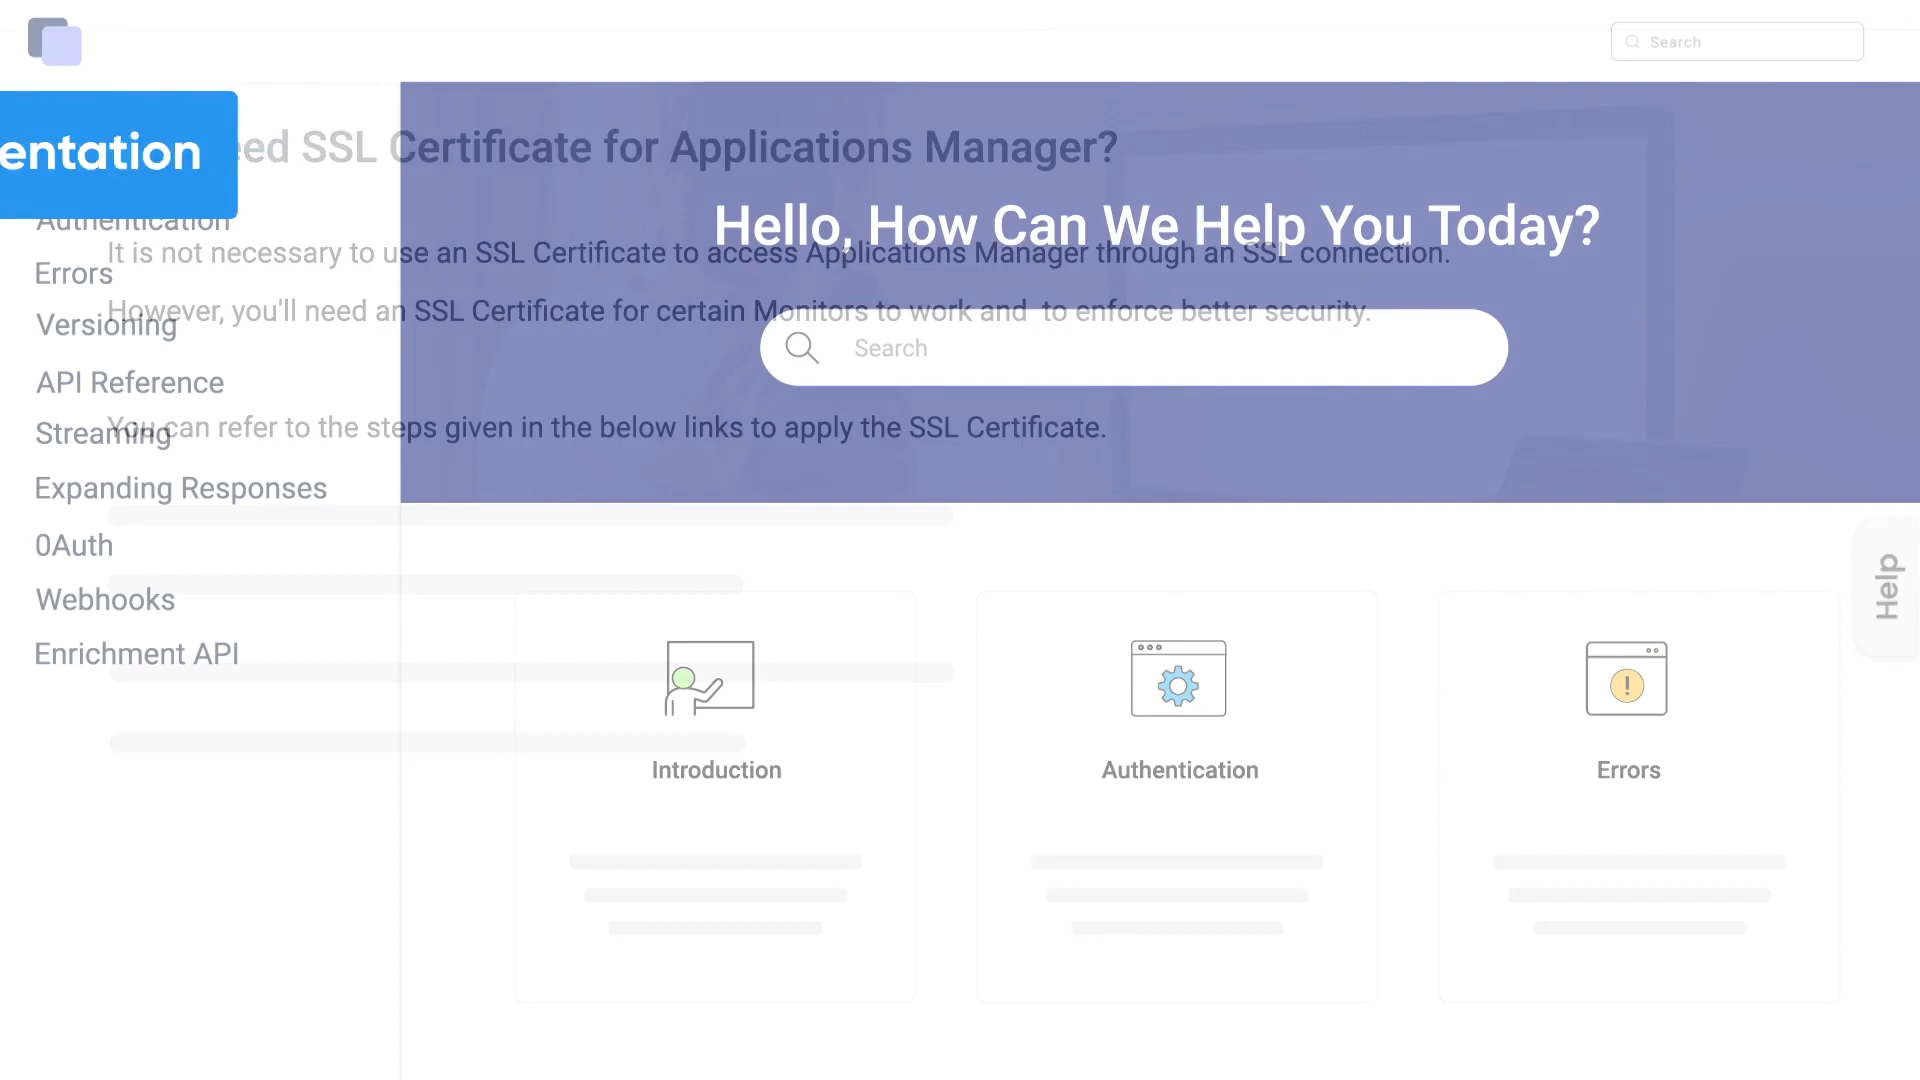 Search
entation
eed SSL Certificate for Applications Manager?
Hello, How Can We Help You Today?
Authentication
It is not necessary to use an SSL Certificate to access Applications Manager through an SSL connection.
Errors
However, you'll need an SSL Certificate for certain Monitors to work and to enforce better security.
Versioning
Search
API Reference
You can refer to the steps given in the below links to apply the SSL Certificate.
Streaming
Expanding Responses
0Auth
Webhooks
Enrichment API
Help
Introduction
Authentication
Errors